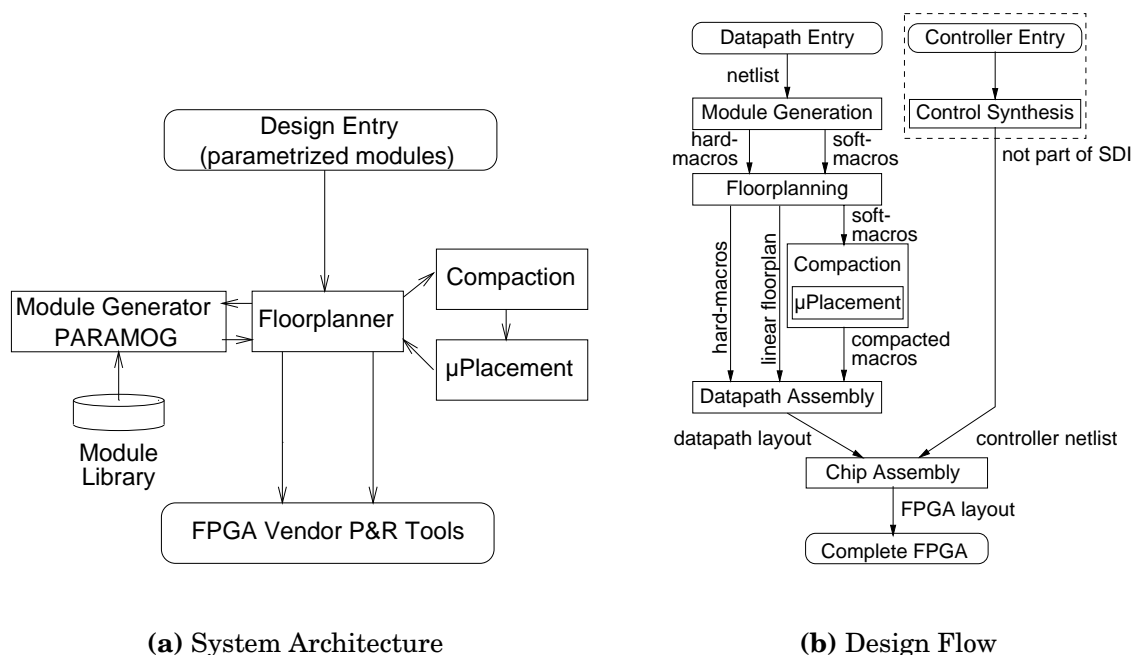 Design Entry
(parametrized modules)
Compaction
Module Generator
PARAMOG
Floorplanner
µPlacement
Module
Library
FPGA Vendor P&R Tools
(a) System Architecture
Datapath Entry
Controller Entry
netlist
Module Generation
Control Synthesis
hard-
macros
soft-
macros
not part of SDI
Floorplanning
soft-
macros
hard-macros
linear floorplan
Compaction
µPlacement
compacted
macros
Datapath Assembly
datapath layout
controller netlist
Chip Assembly
FPGA layout
Complete FPGA
(b) Design Flow